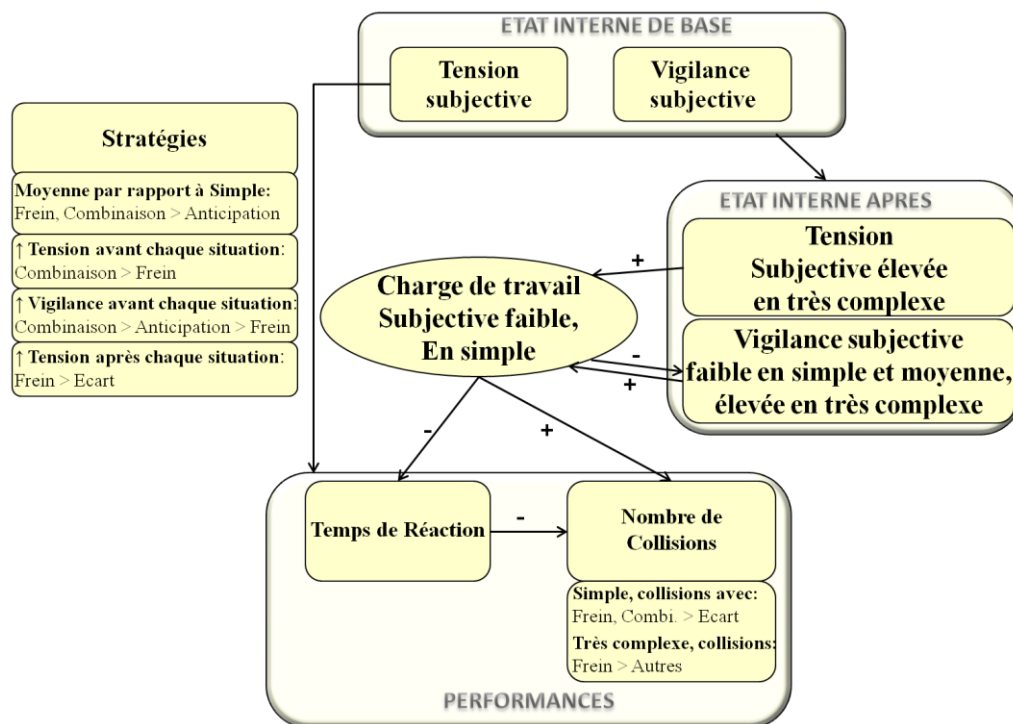 ETAT INTERNE DE BASE
Tension
subjective
Vigilance
subjective
Stratégies
Moyenne par rapport à Simple:
Frein, Combinaison > Anticipation
↑ Tension avant chaque situation:
Combinaison > Frein
↑ Vigilance avant chaque situation:
Combinaison > Anticipation > Frein
↑ Tension après chaque situation:
Frein > Ecart
ETAT INTERNE APRES
Tension
Subjective élevée
en très complexe
Vigilance subjective
faible en simple et moyenne,
élevée en très complexe
+
Charge de travail
Subjective faible,
En simple
-
+
-
+
Temps de Réaction
-
Nombre de
Collisions
Simple, collisions avec:
Frein, Combi. > Ecart
Très complexe, collisions:
Frein > Autres
PERFORMANCES